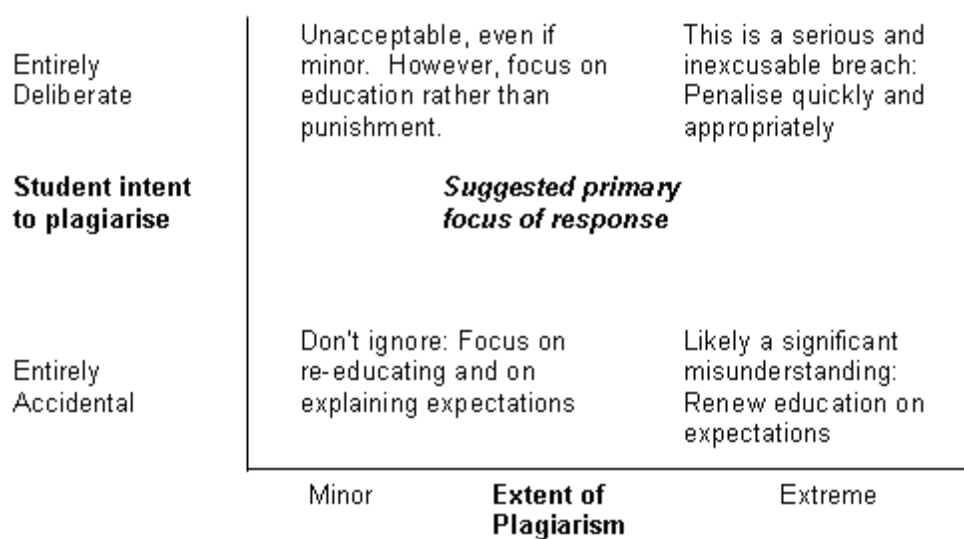 Entirely
Deliberate
Unacceptable, even if
minor.  However, focus on
education rather than
punishment.
This is a serious and
inexcusable breach:
Penalise quickly and
appropriately
Student intent
to plagiarise
Suggested primary
focus of response
Entirely
Accidental
Don't ignore: Focus on
re-educating and on
explaining expectations
Likely a significant
misunderstanding:
Renew education on
expectations
Minor
Extent of
Plagiarism
Extreme